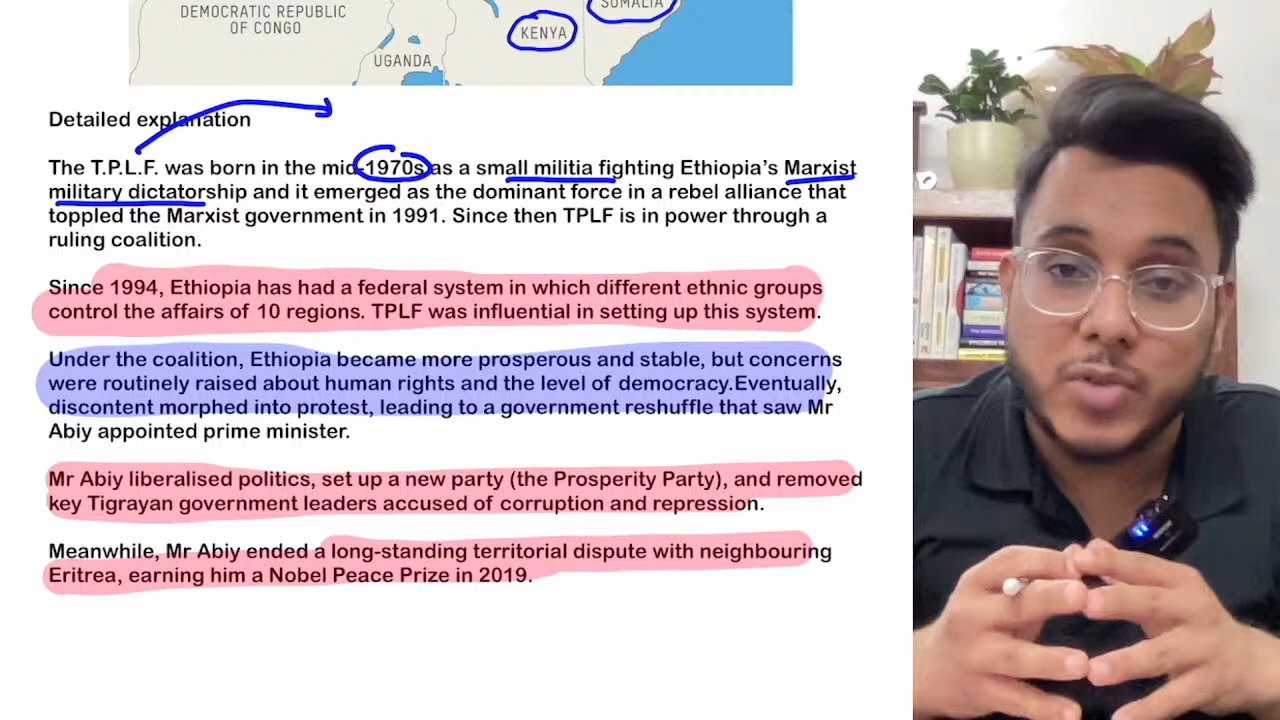 DEMOCRATIC REPUBLIC
OF CONGO
SOMALIA
KENYA
UGANDA
Detailed explanation
The T.P.L.F. was born in the mid-1970s as a small militia fighting Ethiopia's Marxist
military dictatorship and it emerged as the dominant force in a rebel alliance that
toppled the Marxist government in 1991. Since then TPLF is in power through a
ruling coalition.
Since 1994, Ethiopia has had a federal system in which different ethnic groups
control the affairs of 10 regions. TPLF was influential in setting up this system.
Under the coalition, Ethiopia became more prosperous and stable, but concerns
were routinely raised about human rights and the level of democracy.Eventually,
discontent morphed into protest, leading to a government reshuffle that saw Mr
Abiy appointed prime minister.
Mr Abiy liberalised politics, set up a new party (the Prosperity Party), and removed
key Tigrayan government leaders accused of corruption and repression.
Meanwhile, Mr Abiy ended a long-standing territorial dispute with neighbouring
Eritrea, earning him a Nobel Peace Prize in 2019.